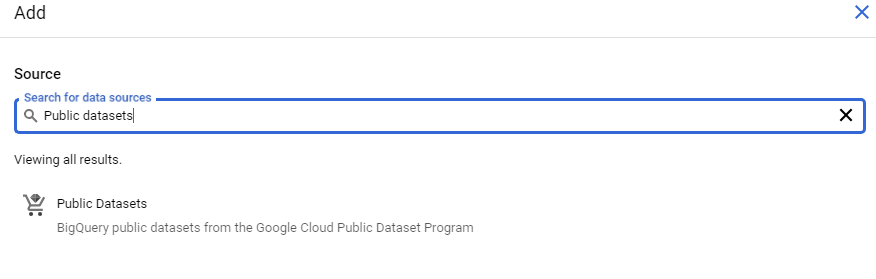 Add
Source
Search for data sources
Public datasets
Viewing all results.
Public Datasets
BigQuery public datasets from the Google Cloud Public Dataset Program